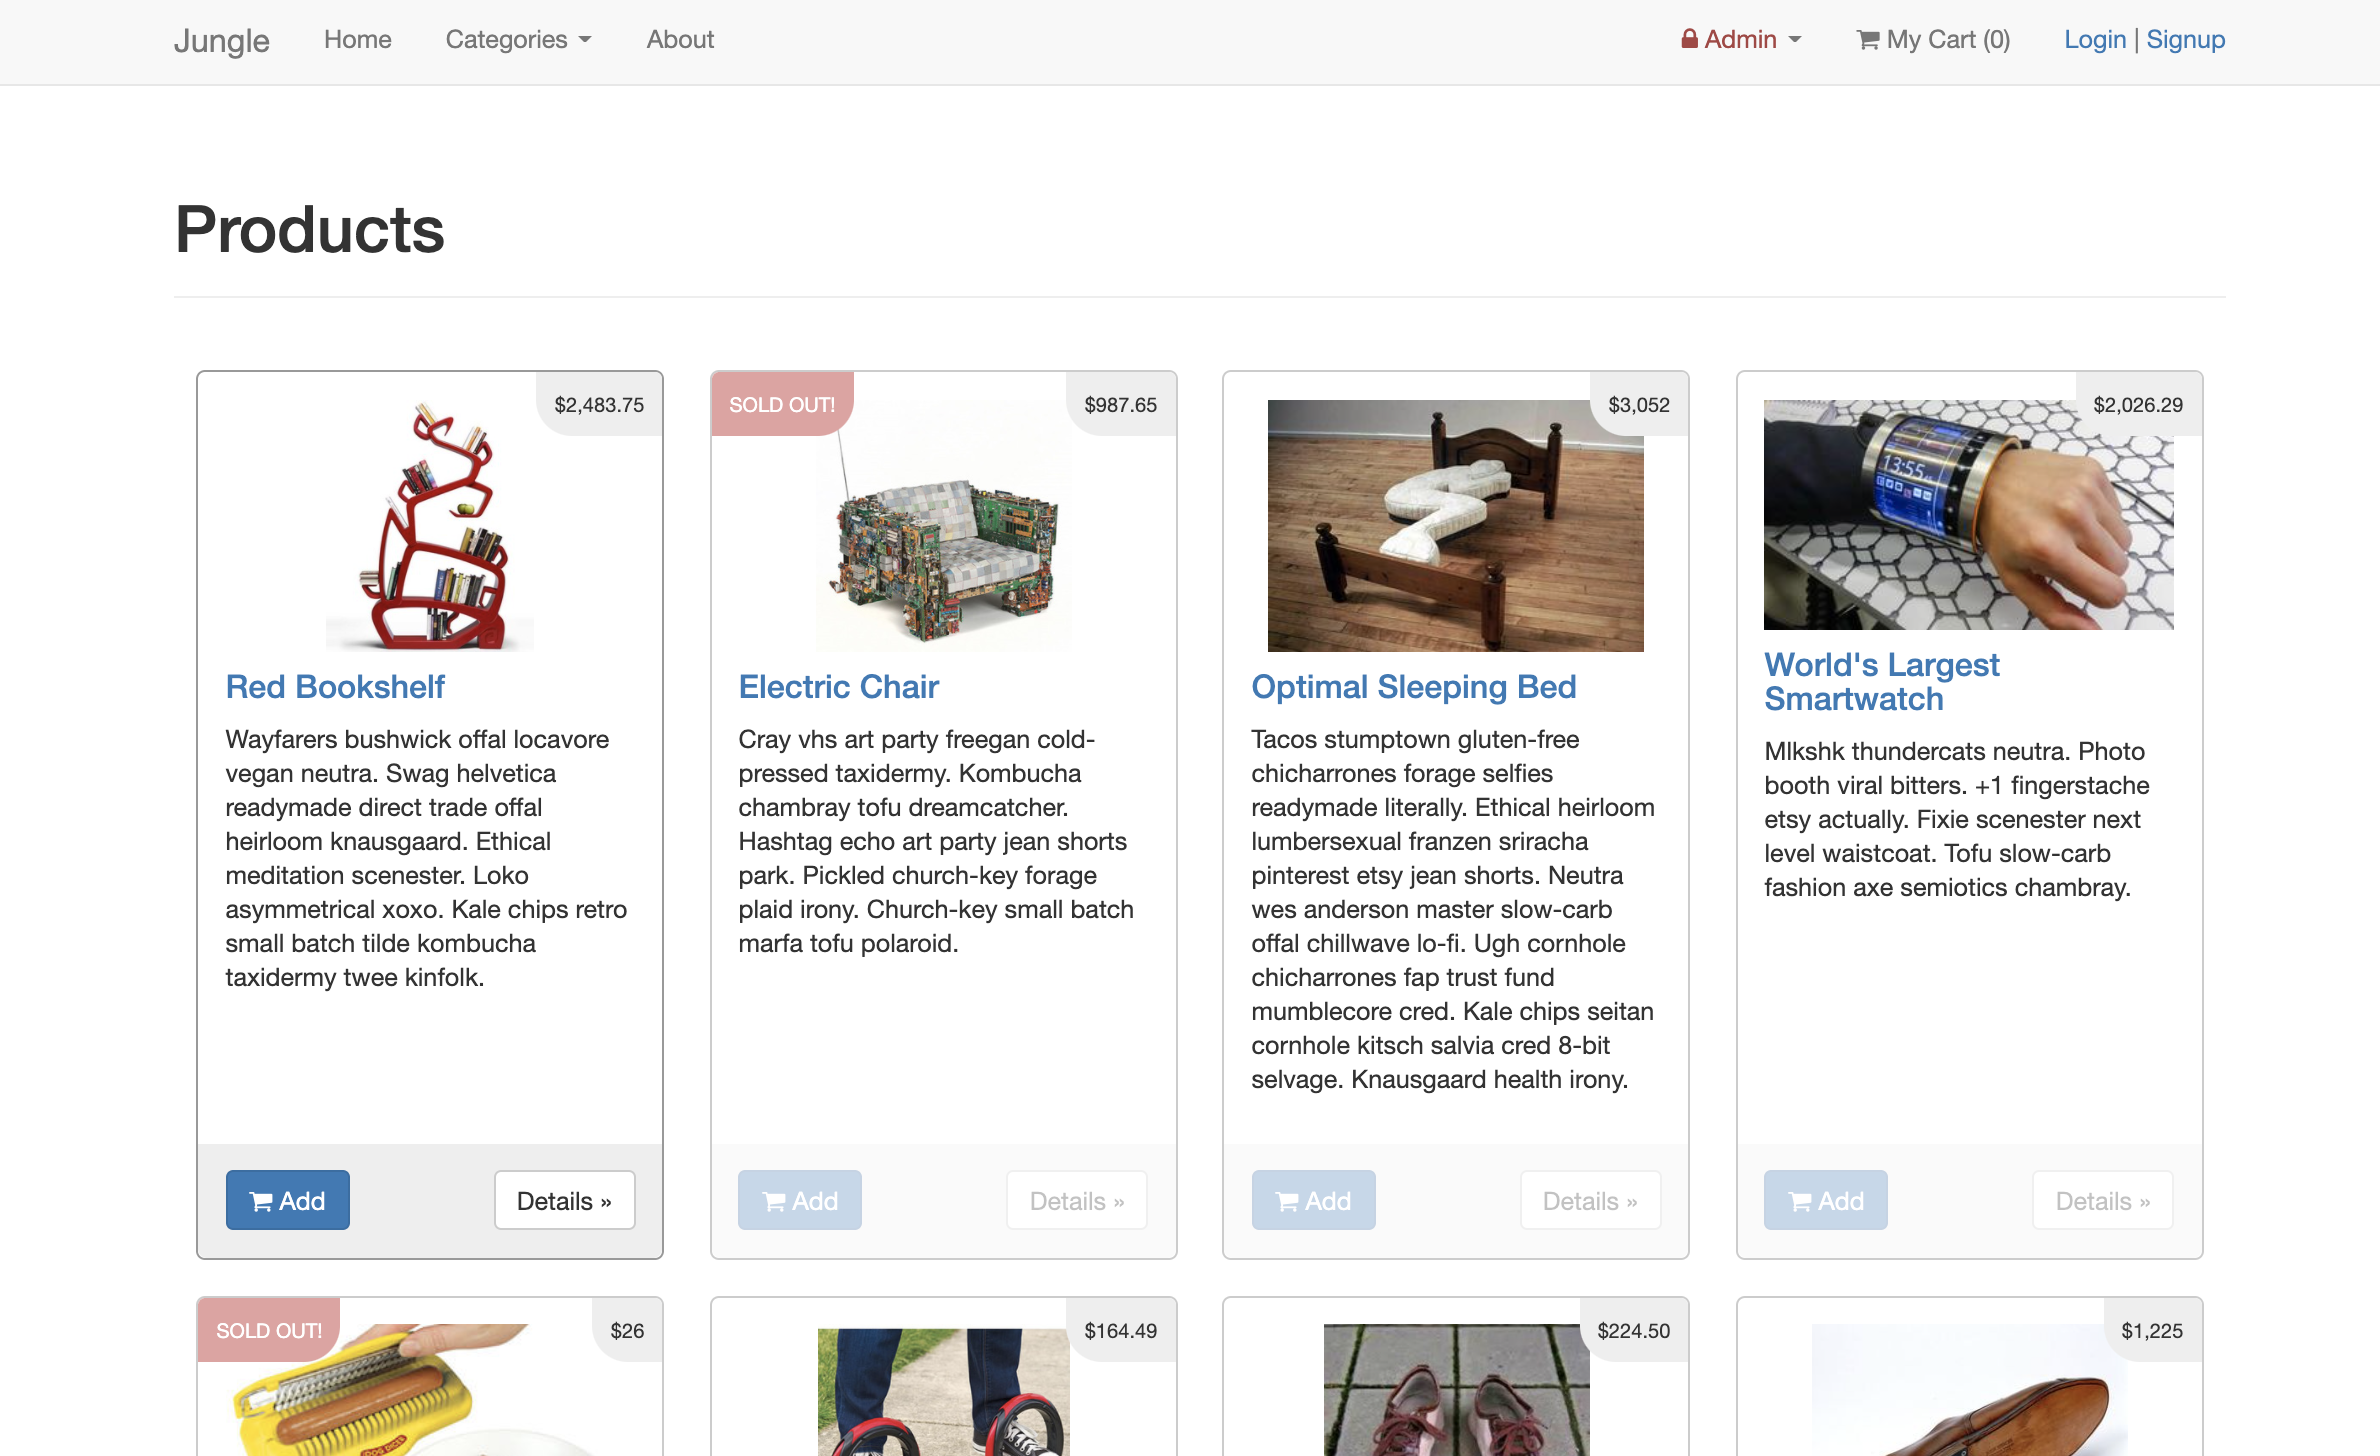 Jungle Home Categories About Admin My Cart (0) Login | Signup
Products
$2,483.75
Red Bookshelf
Wayfarers bushwick offal locavore
vegan neutra. Swag helvetica
readymade direct trade offal
heirloom knausgaard. Ethical
meditation scenester. Loko
asymmetrical xoxo. Kale chips retro
small batch tilde kombucha
taxidermy twee kinfolk.
Add Details »
SOLD OUT! $987.65
Electric Chair
Cray vhs art party freegan cold-
pressed taxidermy. Kombucha
chambray tofu dreamcatcher.
Hashtag echo art party jean shorts
park. Pickled church-key forage
plaid irony. Church-key small batch
marfa tofu polaroid.
Add Details »
$3,052
Optimal Sleeping Bed
Tacos stumptown gluten-free
chicharrones forage selfies
readymade literally. Ethical heirloom
lumbersexual franzen sriracha
pinterest etsy jean shorts. Neutra
wes anderson master slow-carb
offal chillwave lo-fi. Ugh cornhole
chicharrones fap trust fund
mumblecore cred. Kale chips seitan
cornhole kitsch salvia cred 8-bit
selvage. Knausgaard health irony.
Add Details »
$2,026.29
13:55
World's Largest
Smartwatch
Mlkshk thundercats neutra. Photo
booth viral bitters. +1 fingerstache
etsy actually. Fixie scenester next
level waistcoat. Tofu slow-carb
fashion axe semiotics chambray.
Add Details »
SOLD OUT! $26
DOG DICER
$164.49
$224.50
$1,225